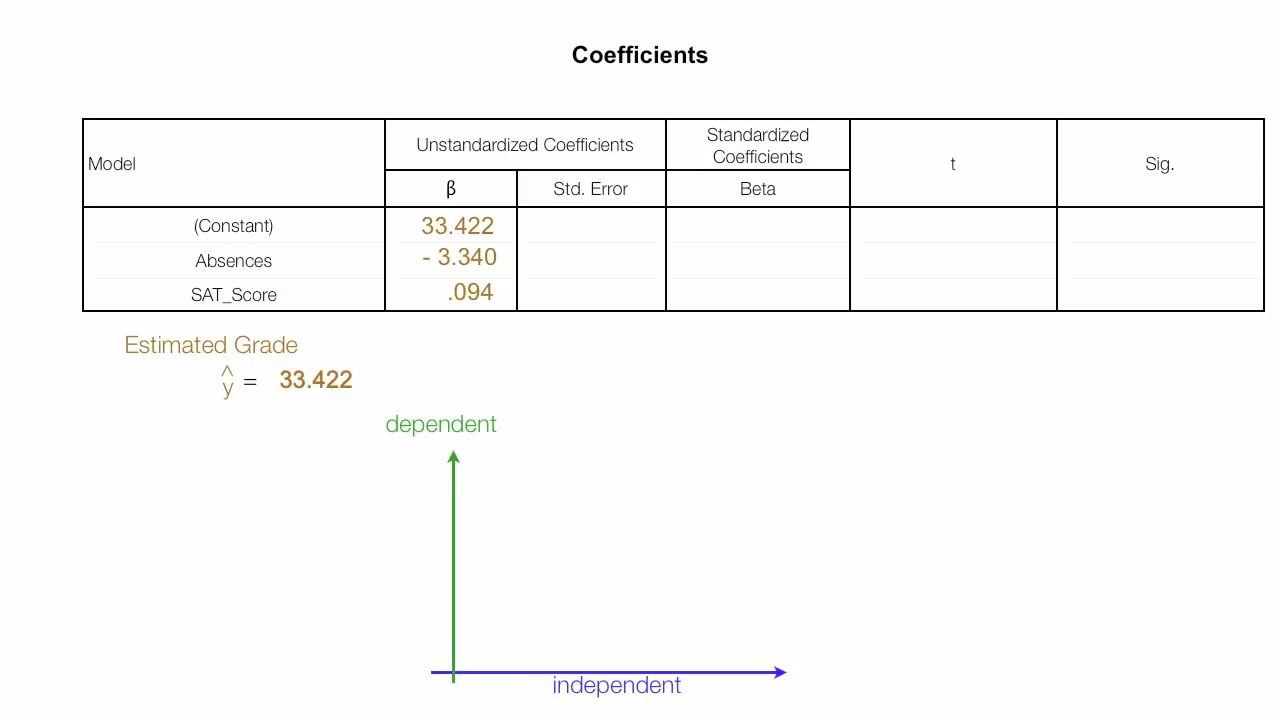 Coefficients
Model
Unstandardized Coefficients
Standardized
Coefficients
t
Sig.
β
Std. Error
Beta
(Constant)
33.422
Absences
- 3.340
SAT_Score
.094
Estimated Grade
ŷ = 33.422
dependent
independent